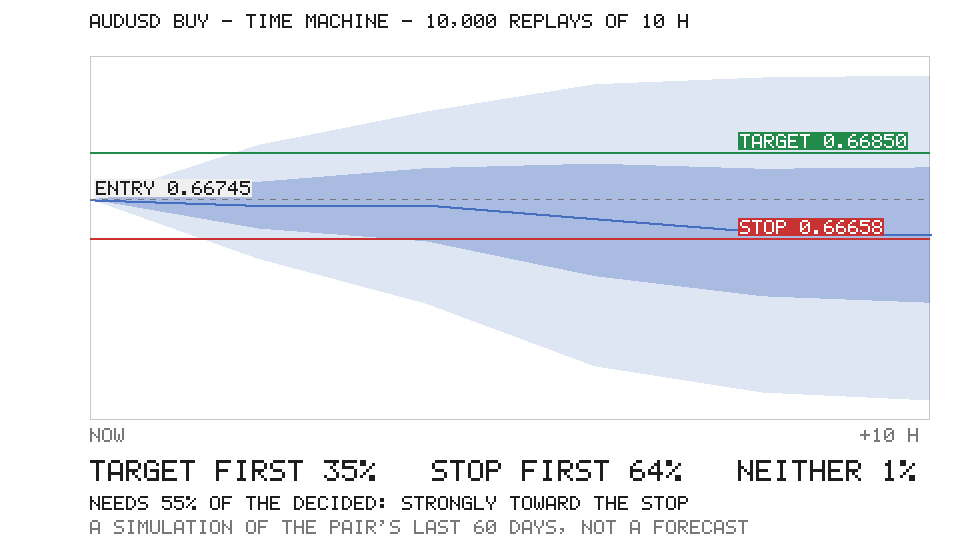 AUDUSD BUY - TIME MACHINE - 10,000 REPLAYS OF 10 H
TARGET 0.66850
ENTRY 0.66745
STOP 0.66658
NOW +10 H
TARGET FIRST 35% STOP FIRST 64% NEITHER 1%
NEEDS 55% OF THE DECIDED: STRONGLY TOWARD THE STOP
A SIMULATION OF THE PAIR'S LAST 60 DAYS, NOT A FORECAST